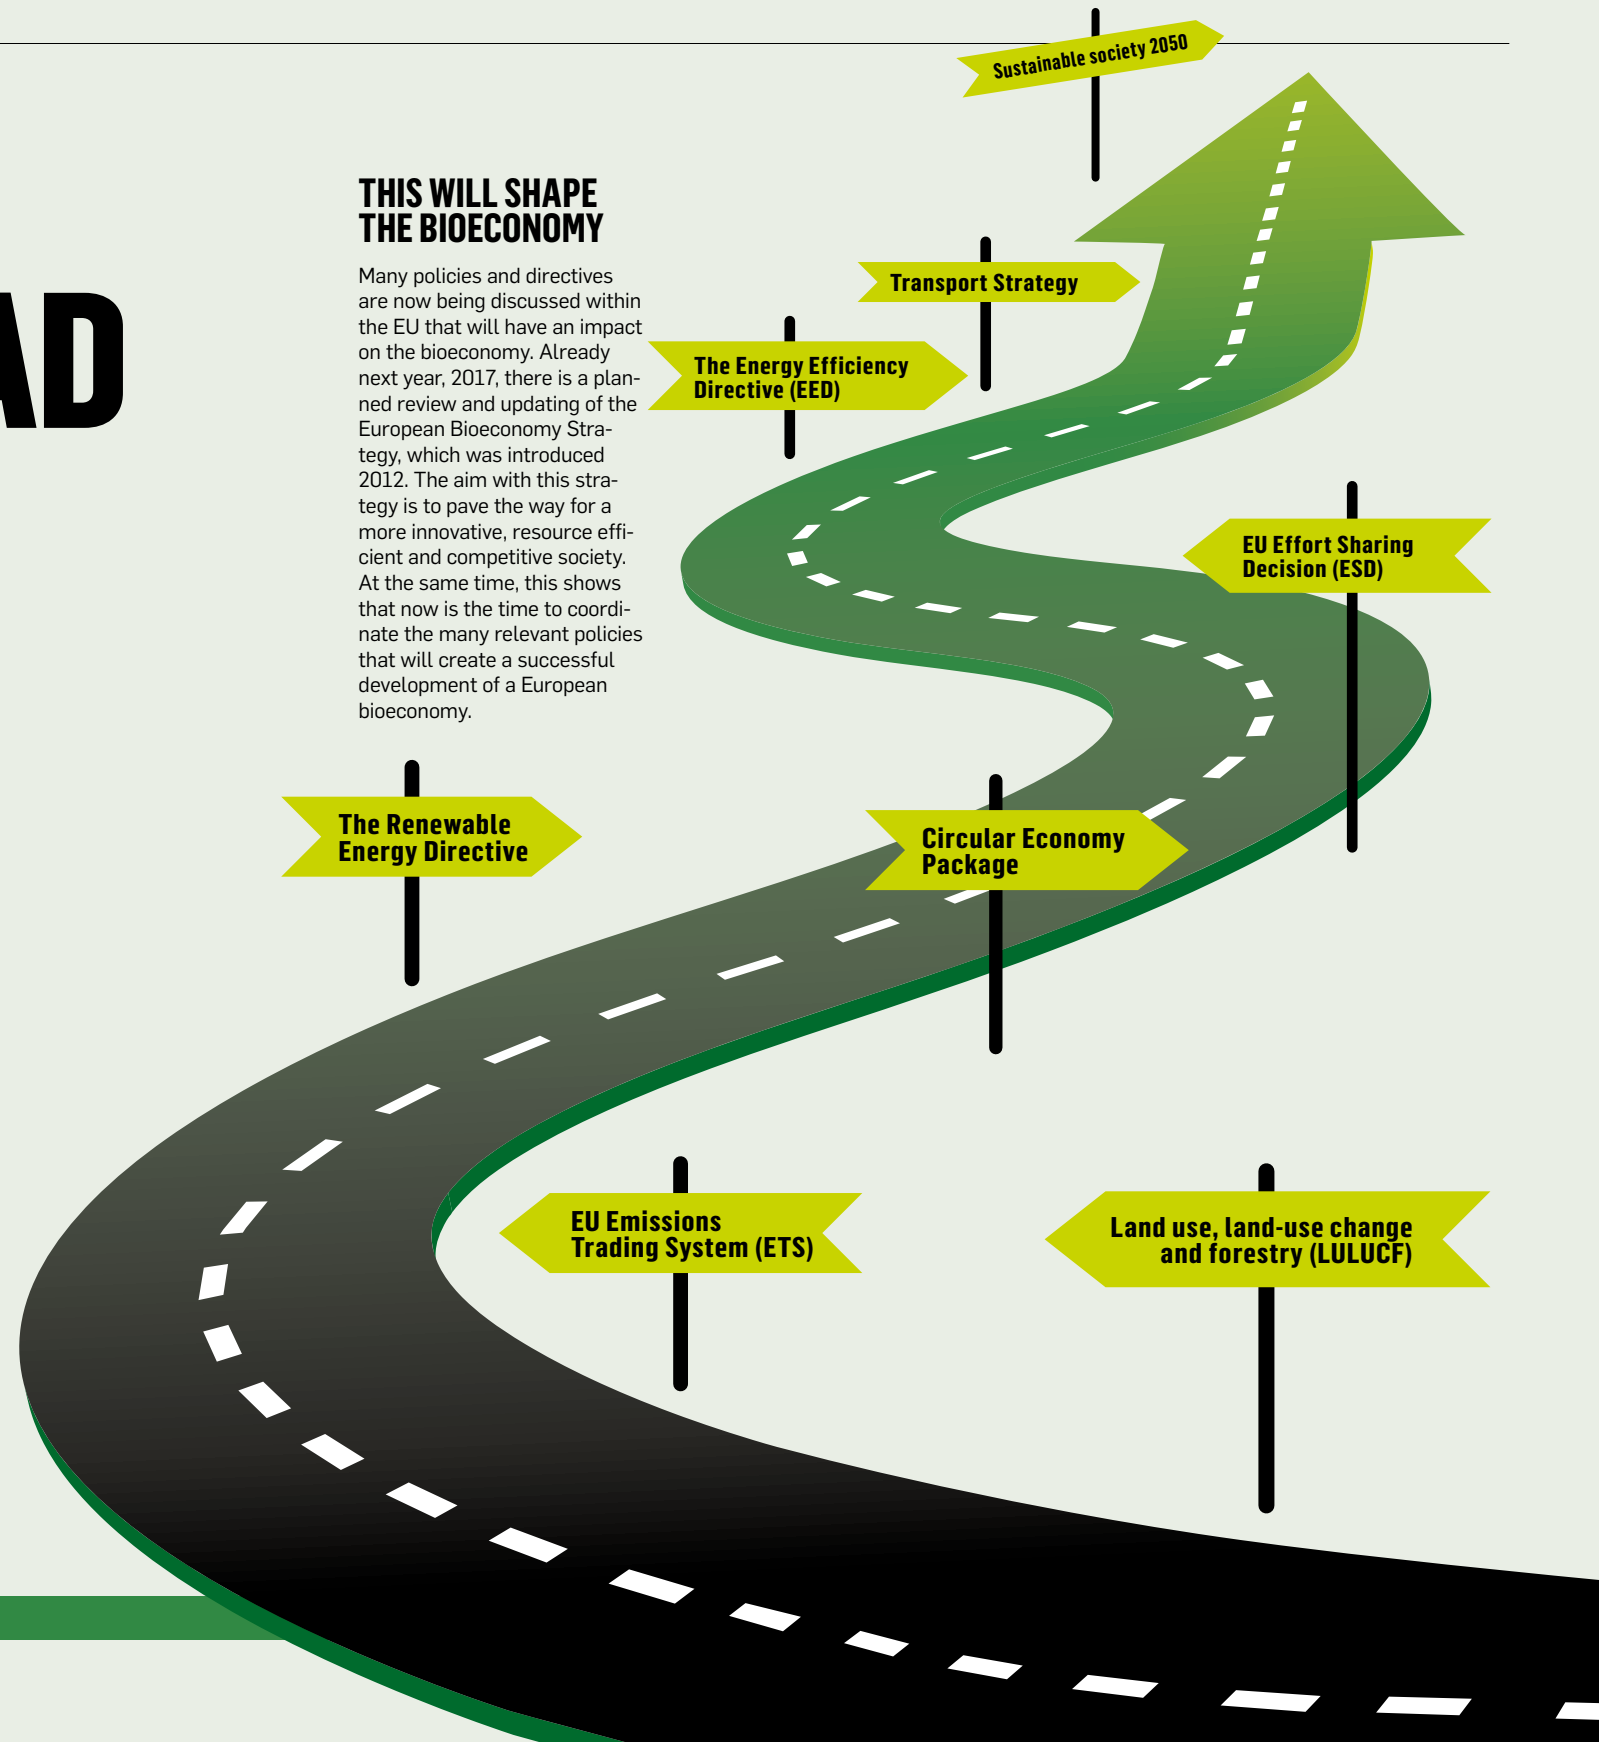 Sustainable society 2050
THIS WILL SHAPE
THE BIOECONOMY
Many policies and directives
are now being discussed within
the EU that will have an impact
on the bioeconomy. Already
next year, 2017, there is a plan-
ned review and updating of the
European Bioeconomy Stra-
tegy, which was introduced
2012. The aim with this stra-
tegy is to pave the way for a
more innovative, resource effi-
cient and competitive society.
At the same time, this shows
that now is the time to coordi-
nate the many relevant policies
that will create a successful
development of a European
bioeconomy.
Transport Strategy
AD
The Energy Efficiency
Directive (EED)
EU Effort Sharing
Decision (ESD)
The Renewable
Energy Directive
Circular Economy
Package
EU Emissions
Trading System (ETS)
Land use, land-use change
and forestry (LULUCF)